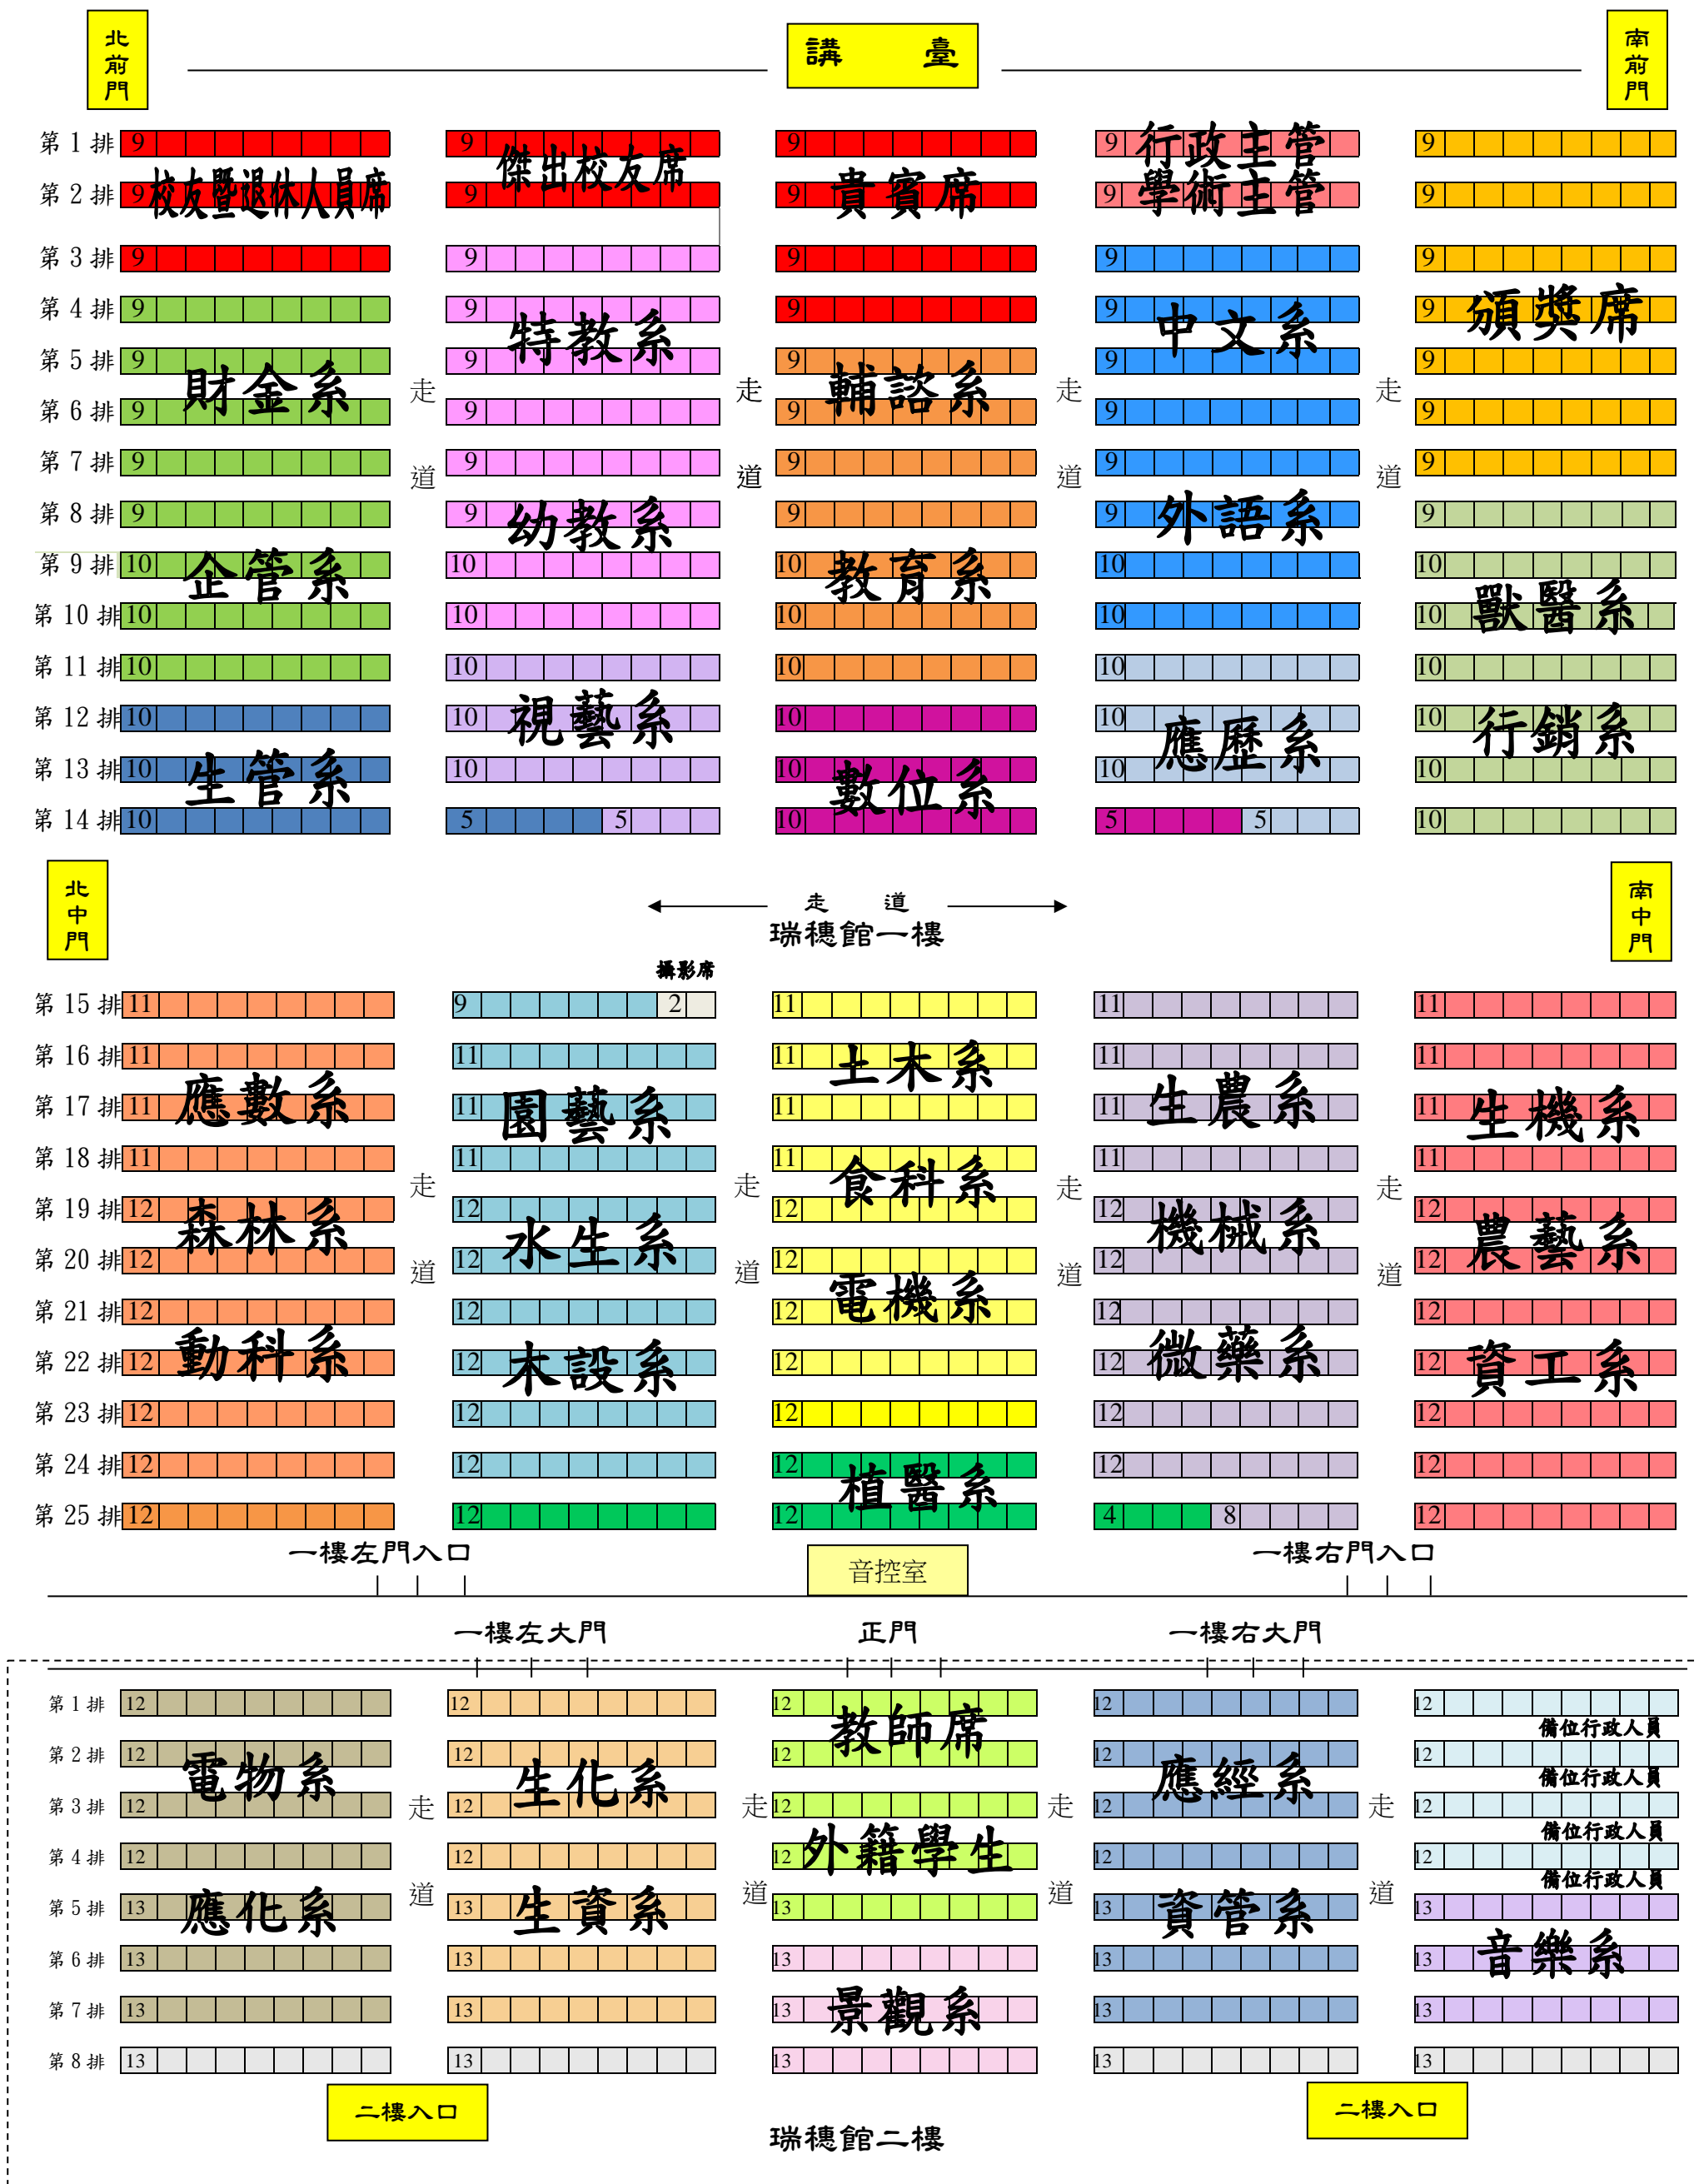 北前門
講 臺
南前門
第 1 排 9 9 9 9 9
傑出校友席 行政主管
第 2 排 9 9 9 9 9
校友暨退休人員席 貴賓席 學術主管
第 3 排 9 9 9 9 9
第 4 排 9 9 9 9 9
特教系 中文系 頒獎席
第 5 排 9 9 9 9 9
財金系 走 走 輔諮系 走 走
第 6 排 9 9 9 9 9
第 7 排 9 9 9 9 9
道 道 道 道
第 8 排 9 9 9 9 9
幼教系 外語系
第 9 排 10 10 10 10 10
企管系 教育系
第 10 排 10 10 10 10 10
獸醫系
第 11 排 10 10 10 10 10
第 12 排 10 10 10 10 10
視藝系 應歷系 行銷系
第 13 排 10 10 10 10 10
生管系 數位系
第 14 排 10 5 5 10 5 5 10
北中門
走 道
南中門
瑞穗館一樓
攝影席
第 15 排 11 9 2 11 11 11
第 16 排 11 11 11 11 11
土木系
第 17 排 11 11 11 11 11
應數系 園藝系 生農系 生機系
第 18 排 11 11 11 11 11
走 走 食科系 走 走
第 19 排 12 12 12 12 12
森林系 水生系 機械系 農藝系
第 20 排 12 12 12 12 12
道 道 道 道
電機系
第 21 排 12 12 12 12 12
第 22 排 12 12 12 12 12
動科系 木設系 微藥系 資工系
第 23 排 12 12 12 12 12
第 24 排 12 12 12 12 12
植醫系
第 25 排 12 12 12 4 8 12
一樓左門入口
音控室
一樓右門入口
一樓左大門 正門 一樓右大門
第 1 排 12 12 12 12 12
教師席 備位行政人員
第 2 排 12 12 12 12 12
電物系 生化系 應經系 備位行政人員
第 3 排 12 走 12 走 12 走 12 走 12
備位行政人員
第 4 排 12 12 12 12 12
外籍學生 備位行政人員
道 道 道 道
第 5 排 13 13 13 13 13
應化系 生資系 資管系
第 6 排 13 13 13 13 13
音樂系
第 7 排 13 13 13 13 13
景觀系
第 8 排 13 13 13 13 13
二樓入口 二樓入口
瑞穗館二樓